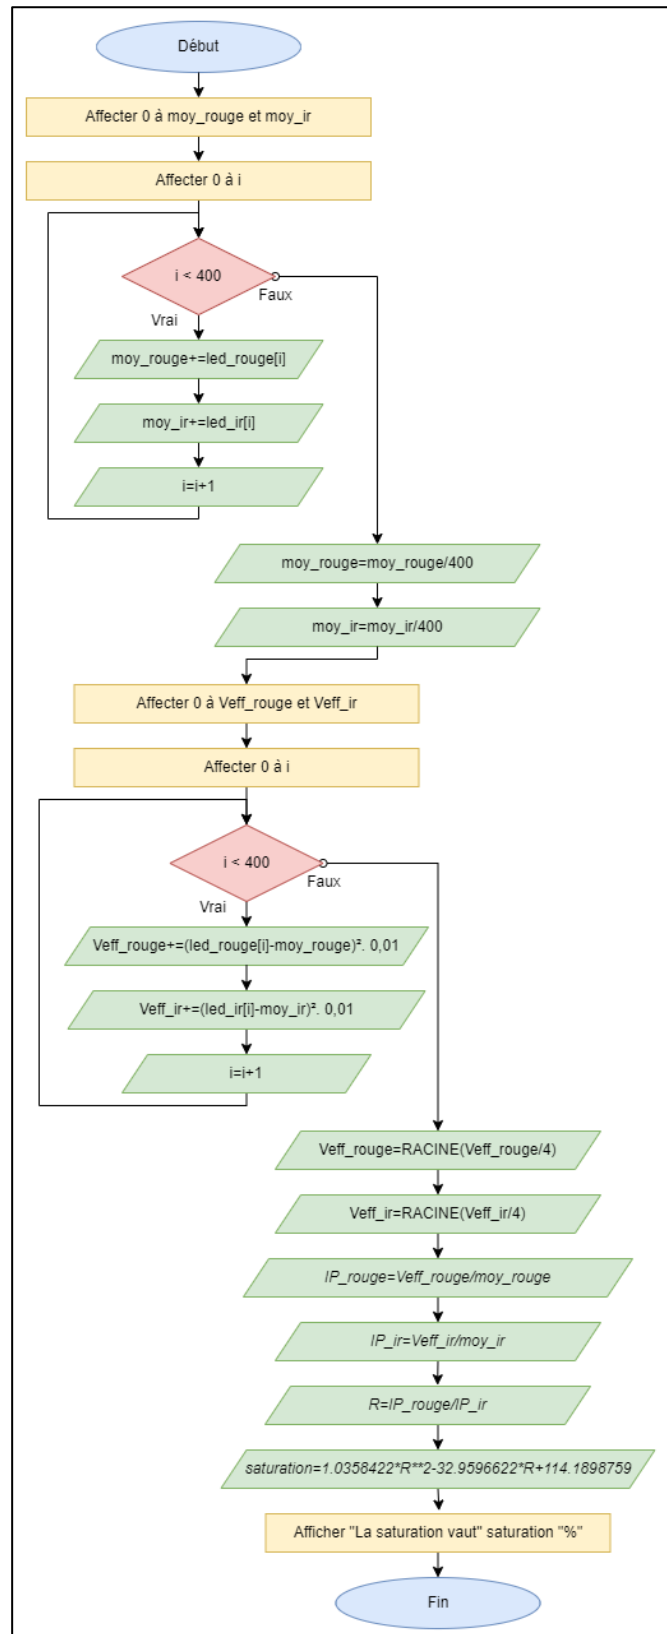 Début
Affecter 0 à moy_rouge et moy_ir
Affecter 0 à i
i < 400
Faux
Vrai
moy_rouge+=led_rouge[i]
moy_ir+=led_ir[i]
i=i+1
moy_rouge=moy_rouge/400
moy_ir=moy_ir/400
Affecter 0 à Veff_rouge et Veff_ir
Affecter 0 à i
i < 400
Faux
Vrai
Veff_rouge+=(led_rouge[i]-moy_rouge)². 0,01
Veff_ir+=(led_ir[i]-moy_ir)². 0,01
i=i+1
Veff_rouge=RACINE(Veff_rouge/4)
Veff_ir=RACINE(Veff_ir/4)
IP_rouge=Veff_rouge/moy_rouge
IP_ir=Veff_ir/moy_ir
R=IP_rouge/IP_ir
saturation=1.0358422*R**2-32.9596622*R+114.1898759
Afficher "La saturation vaut" saturation "%"
Fin